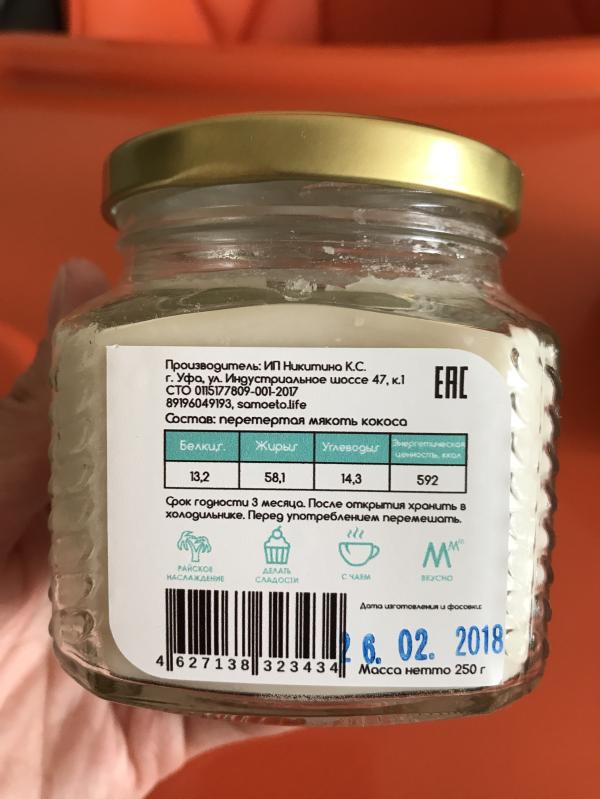 Производитель: ИП Никитина К.С.
г. Уфа, ул. Индустриальное шоссе 47, к.1
СТО 0115177809-001-2017
89196049193, samoeto.life
EAC
Состав: перетертая мякоть кокоса
Белки,г. Жиры,г Углеводы,г Энергетическая ценность, ккал
13,2 58,1 14,3 592
Срок годности 3 месяца. После открытия хранить в
холодильнике. Перед употреблением перемешать.
РАЙСКОЕ НАСЛАЖДЕНИЕ
ДЕЛАТЬ СЛАДОСТИ
С ЧАЕМ
ММ
ВКУСНО
Дата изготовления и фасовки:
26. 02. 2018
Масса нетто 250 г
4 627138 323434